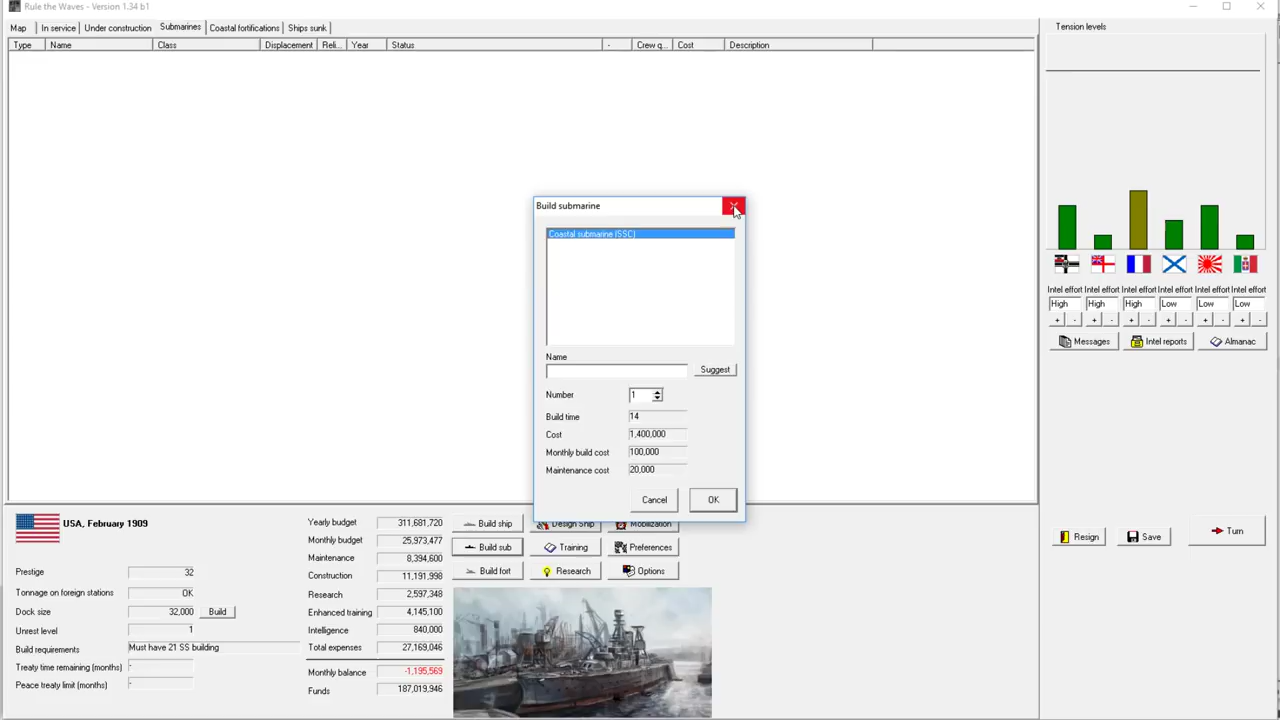 Rule the Waves - Version 1.34 b1
Map In service Under construction Submarines Coastal fortifications Ships sunk
Type Name Class Displacement Reli... Year Status - Crew q... Cost Description
Tension levels
Build submarine
Coastal submarine (SSC)
Name
Suggest
Number 1
Build time 14
Cost 1,400,000
Monthly build cost 100,000
Maintenance cost 20,000
Cancel OK
Intel effort Intel effort Intel effort Intel effort Intel effort Intel effort
High High High Low Low Low
+ - + - + - + - + - + -
Messages Intel reports Almanac
USA, February 1909
Prestige 32
Tonnage on foreign stations OK
Dock size 32,000 Build
Unrest level 1
Build requirements Must have 21 SS building
Treaty time remaining (months) -
Peace treaty limit (months) -
Yearly budget 311,681,720
Monthly budget 25,973,477
Maintenance 8,394,600
Construction 11,191,998
Research 2,597,348
Enhanced training 4,145,100
Intelligence 840,000
Total expenses 27,169,046
Monthly balance -1,195,569
Funds 187,019,946
Build ship Design Ship Mobilization
Build sub Training Preferences
Build fort Research Options
Resign Save Turn